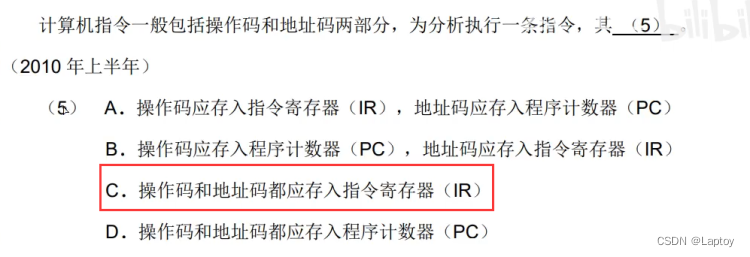 计算机指令一般包括操作码和地址码两部分，为分析执行一条指令，其 （5） 。
（2010 年上半年）
（5） A．操作码应存入指令寄存器（IR），地址码应存入程序计数器（PC）
B．操作码应存入程序计数器（PC），地址码应存入指令寄存器（IR）
C．操作码和地址码都应存入指令寄存器（IR）
D．操作码和地址码都应存入程序计数器（PC）
bilibili
CSDN @Laptoy